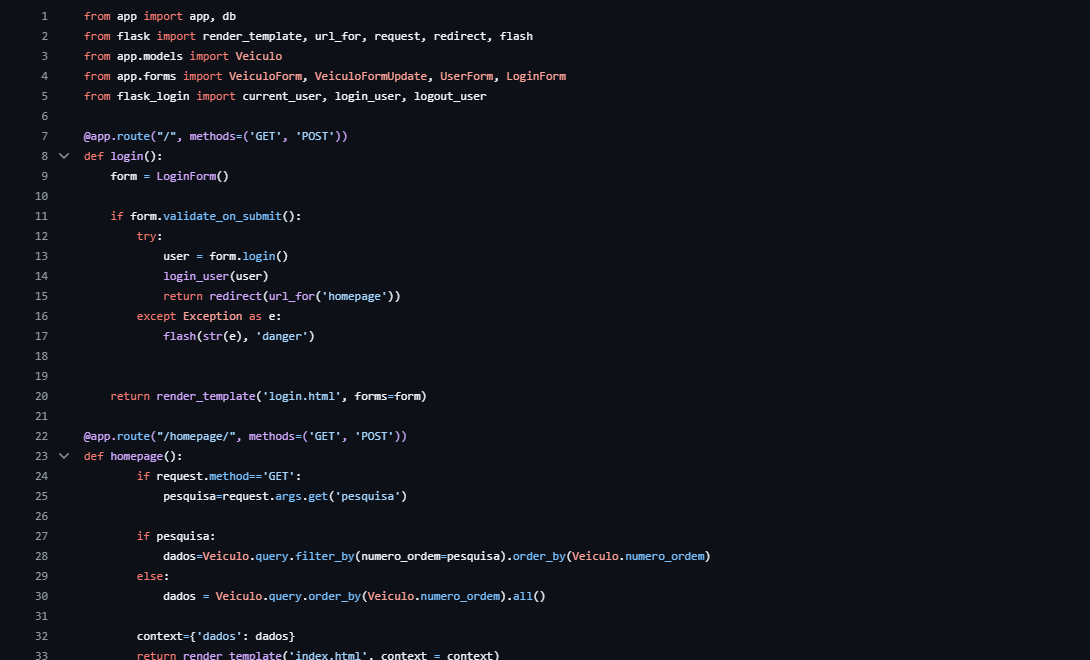 1 from app import app, db
2 from flask import render_template, url_for, request, redirect, flash
3 from app.models import Veiculo
4 from app.forms import VeiculoForm, VeiculoFormUpdate, UserForm, LoginForm
5 from flask_login import current_user, login_user, logout_user
6
7 @app.route("/", methods=('GET', 'POST'))
8 def login():
9     form = LoginForm()
10
11     if form.validate_on_submit():
12         try:
13             user = form.login()
14             login_user(user)
15             return redirect(url_for('homepage'))
16         except Exception as e:
17             flash(str(e), 'danger')
18
19
20     return render_template('login.html', forms=form)
21
22 @app.route("/homepage/", methods=('GET', 'POST'))
23 def homepage():
24         if request.method=='GET':
25             pesquisa=request.args.get('pesquisa')
26
27         if pesquisa:
28             dados=Veiculo.query.filter_by(numero_ordem=pesquisa).order_by(Veiculo.numero_ordem)
29         else:
30             dados = Veiculo.query.order_by(Veiculo.numero_ordem).all()
31
32         context={'dados': dados}
33         return render_template('index.html', context = context)